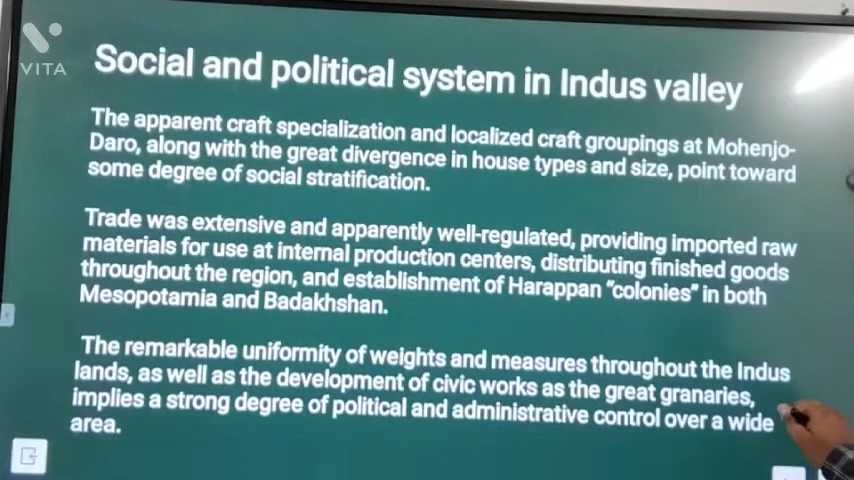 VITA
Social and political system in Indus valley
The apparent craft specialization and localized craft groupings at Mohenjo-
Daro, along with the great divergence in house types and size, point toward
some degree of social stratification.
Trade was extensive and apparently well-regulated, providing imported raw
materials for use at internal production centers, distributing finished goods
throughout the region, and establishment of Harappan "colonies" in both
Mesopotamia and Badakhshan.
The remarkable uniformity of weights and measures throughout the Indus
lands, as well as the development of civic works as the great granaries,
implies a strong degree of political and administrative control over a wide
area.